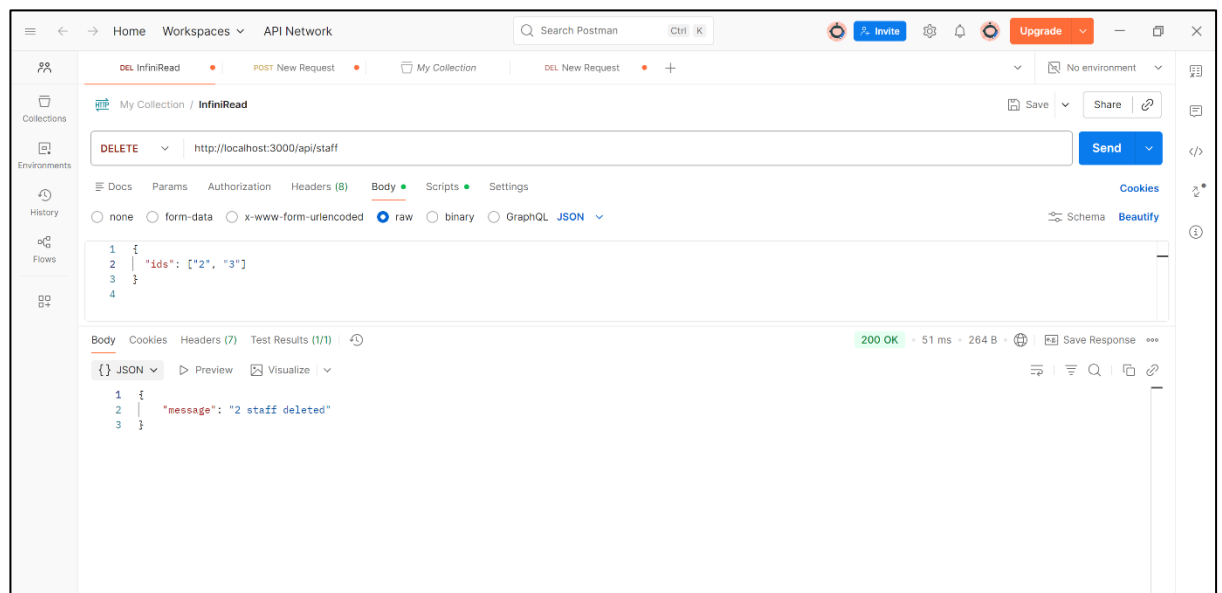 Home Workspaces API Network Search Postman Ctrl K Invite Upgrade
DEL InfiniRead POST New Request My Collection DEL New Request + No environment
Collections
Environments
History
Flows
HTTP My Collection / InfiniRead Save Share
DELETE http://localhost:3000/api/staff Send
Docs Params Authorization Headers (8) Body Scripts Settings Cookies
none form-data x-www-form-urlencoded raw binary GraphQL JSON Schema Beautify
1 {
2 "ids": ["2", "3"]
3 }
4
Body Cookies Headers (7) Test Results (1/1) 200 OK 51 ms 264 B Save Response
{} JSON Preview Visualize
1 {
2 "message": "2 staff deleted"
3 }